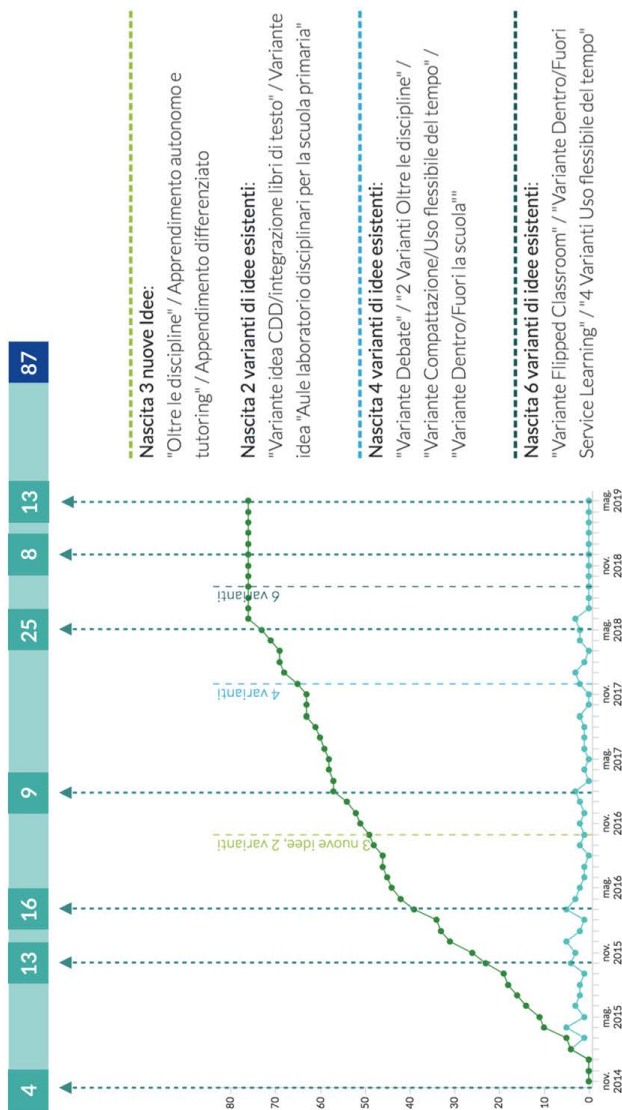 4
13
16
9
25
8
13
87
80
70
60
50
40
30
20
10
0
3 nuove idee, 2 varianti
4 varianti
6 varianti
nov. 2014
mag. 2015
nov. 2015
mag. 2016
nov. 2016
mag. 2017
nov. 2017
mag. 2018
nov. 2018
mag. 2019
Nascita 3 nuove Idee:
"Oltre le discipline" / Apprendimento autonomo e
tutoring" / Appendimento differenziato
Nascita 2 varianti di idee esistenti:
"Variante idea CDD/integrazione libri di testo" / Variante
idea "Aule laboratorio disciplinari per la scuola primaria"
Nascita 4 varianti di idee esistenti:
"Variante Debate" / "2 Varianti Oltre le discipline" /
"Variante Compattazione/Uso flessibile del tempo" /
"Variante Dentro/Fuori la scuola""
Nascita 6 varianti di idee esistenti:
"Variante Flipped Classroom" / "Variante Dentro/Fuori
Service Learning" / "4 Varianti Uso flessibile del tempo"